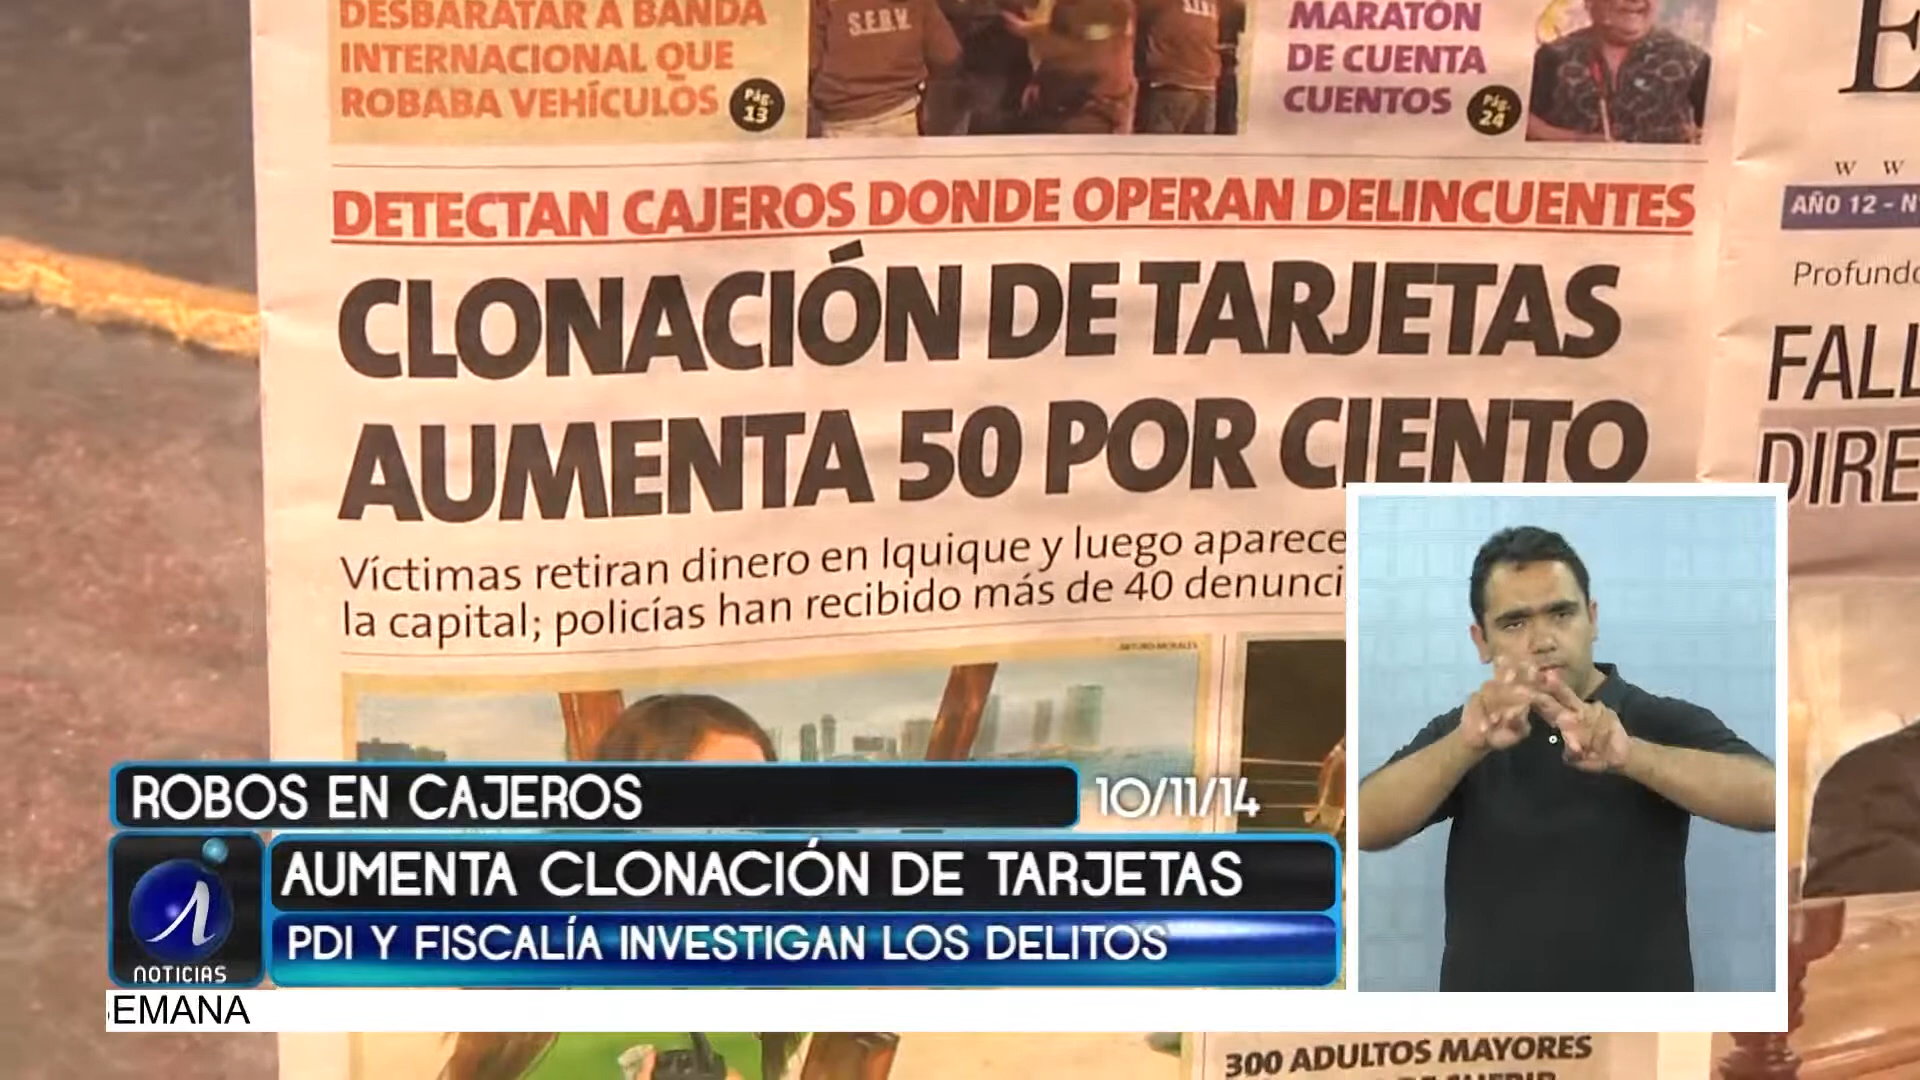 DESBARATAR A BANDA
INTERNACIONAL QUE
ROBABA VEHÍCULOS
Pág.
13
S.E.B.V.
MARATÓN
DE CUENTA
CUENTOS
Pág.
24
DETECTAN CAJEROS DONDE OPERAN DELINCUENTES
CLONACIÓN DE TARJETAS
AUMENTA 50 POR CIENTO
Víctimas retiran dinero en Iquique y luego aparece
la capital; policías han recibido más de 40 denunci
ARTURO MORALES
E
W W
AÑO 12 - N
Profund
FALL
DIRE
ROBOS EN CAJEROS
10/11/14
AUMENTA CLONACIÓN DE TARJETAS
PDI Y FISCALÍA INVESTIGAN LOS DELITOS
NOTICIAS
EMANA
300 ADULTOS MAYORES